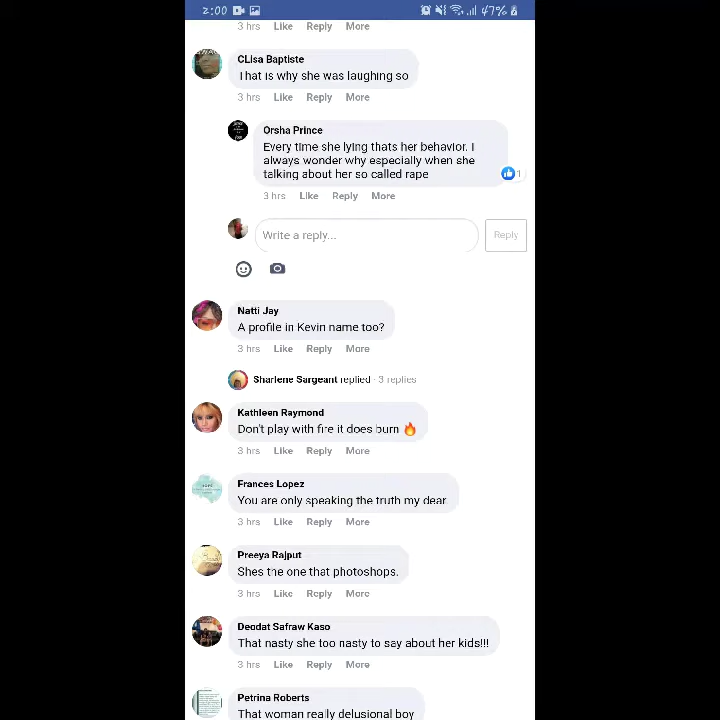 2:00 47%
3 hrs Like Reply More
CLisa Baptiste
That is why she was laughing so
3 hrs Like Reply More
Orsha Prince
Every time she lying thats her behavior. I
always wonder why especially when she
talking about her so called rape
1
3 hrs Like Reply More
Write a reply... Reply
Natti Jay
A profile in Kevin name too?
3 hrs Like Reply More
Sharlene Sargeant replied · 3 replies
Kathleen Raymond
Don't play with fire it does burn 🔥
3 hrs Like Reply More
Frances Lopez
You are only speaking the truth my dear
3 hrs Like Reply More
Preeya Rajput
Shes the one that photoshops.
3 hrs Like Reply More
Deodat Safraw Kaso
That nasty she too nasty to say about her kids!!!
3 hrs Like Reply More
Petrina Roberts
That woman really delusional boy